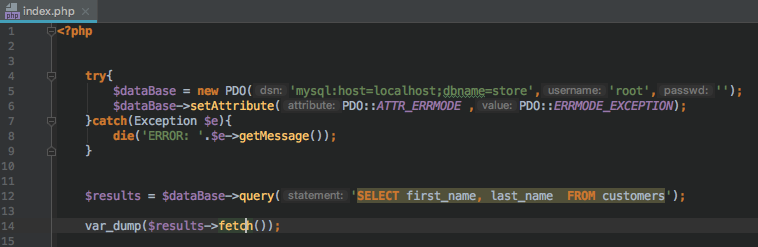 index.php
php
1 <?php
2
3
4 try{
5 $dataBase = new PDO( dsn: 'mysql:host=localhost;dbname=store', username: 'root', passwd: '');
6 $dataBase->setAttribute( attribute: PDO::ATTR_ERRMODE , value: PDO::ERRMODE_EXCEPTION);
7 }catch(Exception $e){
8 die('ERROR: '.$e->getMessage());
9 }
10
11
12 $results = $dataBase->query( statement: 'SELECT first_name, last_name  FROM customers');
13
14 var_dump($results->fetch());
15